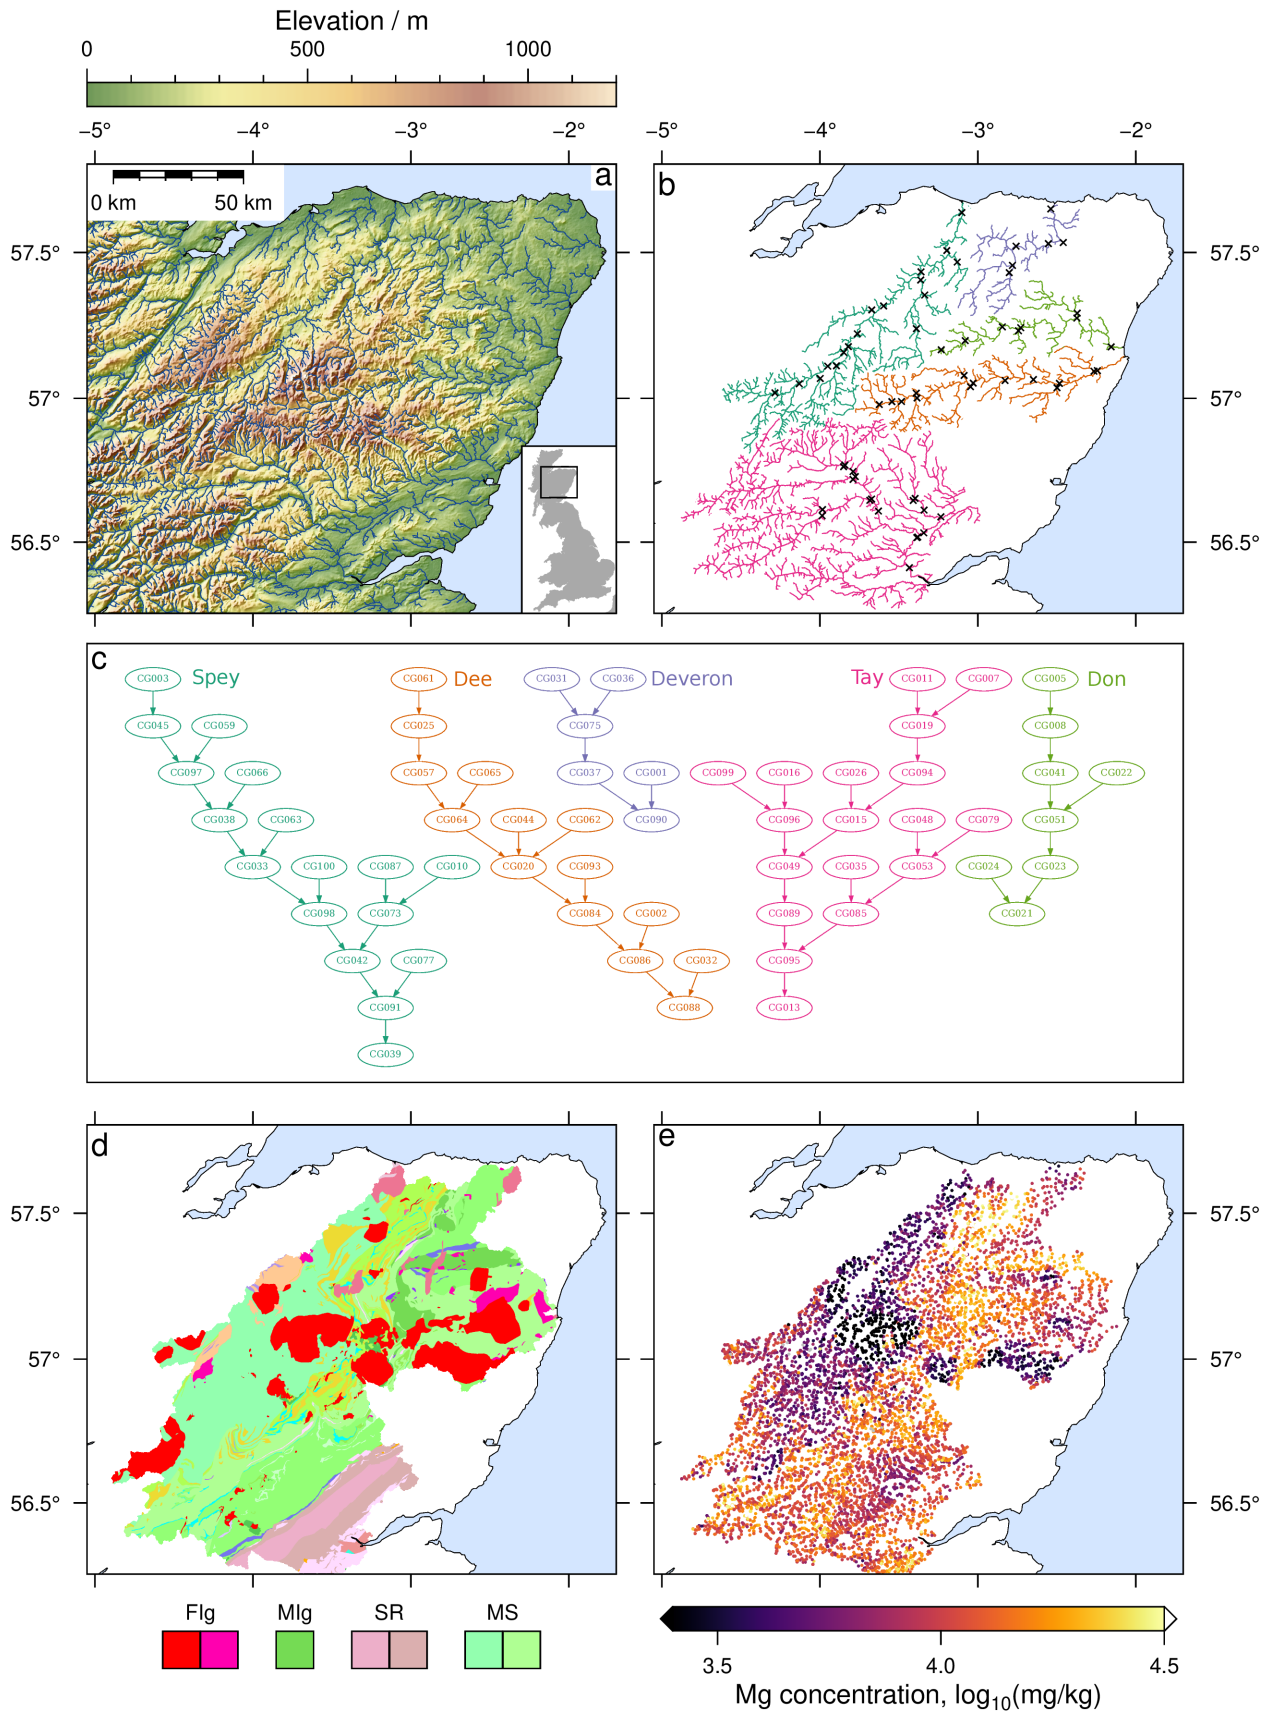 Elevation / m
0 500 1000
−5° −4° −3° −2° −5° −4° −3° −2°
a
0 km 50 km
b
57.5° 57.5°
57° 57°
56.5° 56.5°
c
Spey Dee Deveron Tay Don
CG003 CG061 CG031 CG036 CG011 CG007 CG005
CG045 CG059 CG025 CG075 CG019 CG008
CG097 CG066 CG057 CG065 CG037 CG001 CG099 CG016 CG026 CG094 CG041 CG022
CG038 CG063 CG064 CG044 CG062 CG090 CG096 CG015 CG048 CG079 CG051
CG033 CG100 CG087 CG010 CG020 CG093 CG049 CG035 CG053 CG024 CG023
CG098 CG073 CG084 CG002 CG089 CG085 CG021
CG042 CG077 CG086 CG032 CG095
CG091 CG088 CG013
CG039
d e
57.5° 57.5°
57° 57°
56.5° 56.5°
FIg MIg SR MS
3.5 4.0 4.5
Mg concentration, log₁₀(mg/kg)